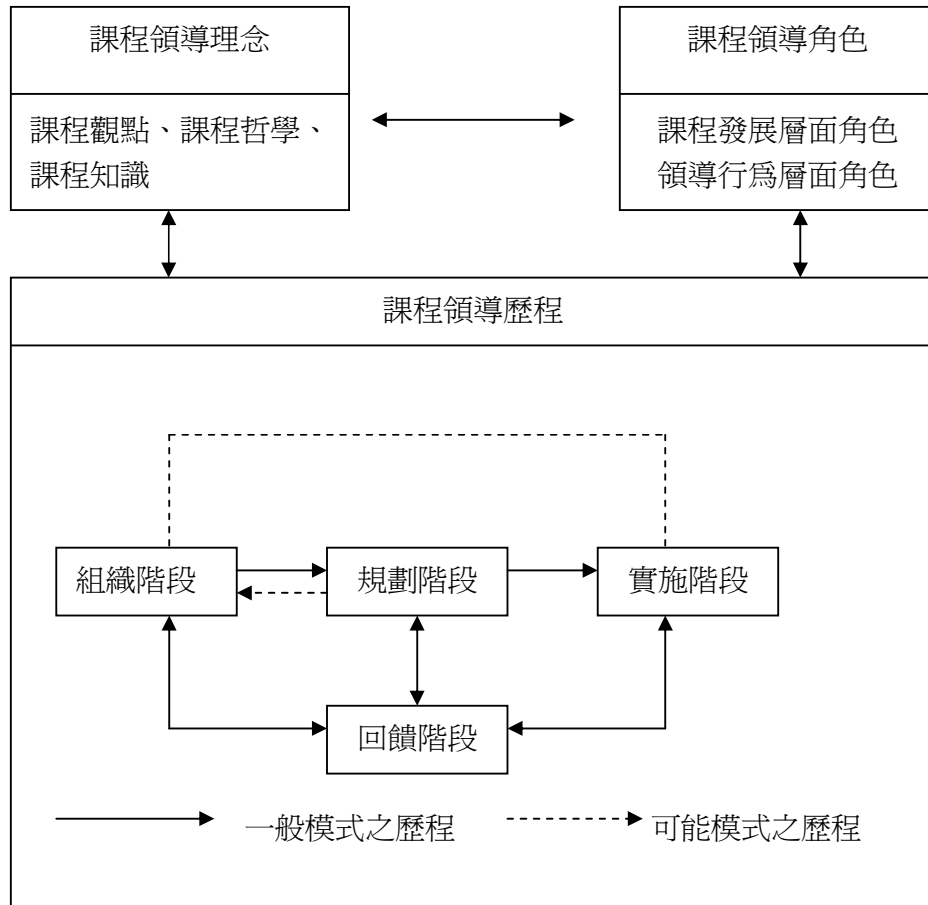 課程領導理念
課程觀點、課程哲學、
課程知識
課程領導角色
課程發展層面角色
領導行為層面角色
課程領導歷程
組織階段
規劃階段
實施階段
回饋階段
一般模式之歷程
可能模式之歷程